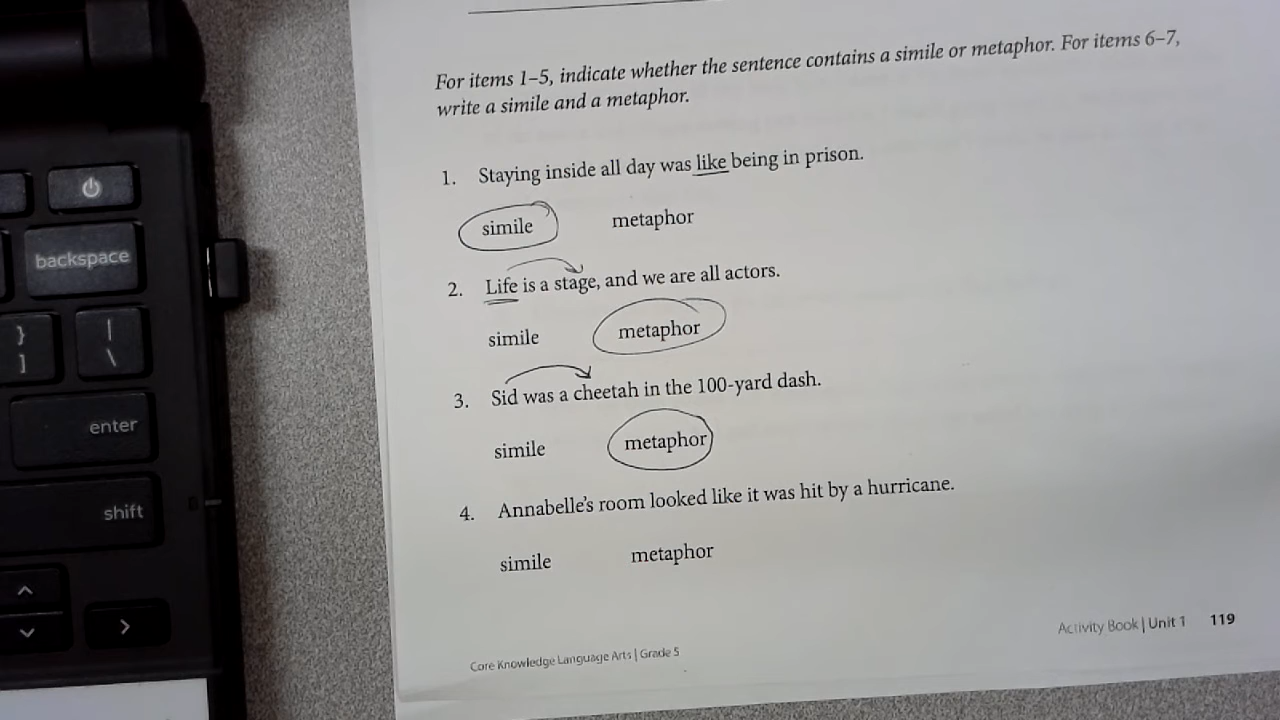 For items 1–5, indicate whether the sentence contains a simile or metaphor. For items 6–7,
write a simile and a metaphor.
1. Staying inside all day was like being in prison.
simile metaphor
2. Life is a stage, and we are all actors.
simile metaphor
3. Sid was a cheetah in the 100-yard dash.
simile metaphor
4. Annabelle's room looked like it was hit by a hurricane.
simile metaphor
Activity Book | Unit 1 119
Core Knowledge Language Arts | Grade 5
backspace
}
]
|
\
enter
shift